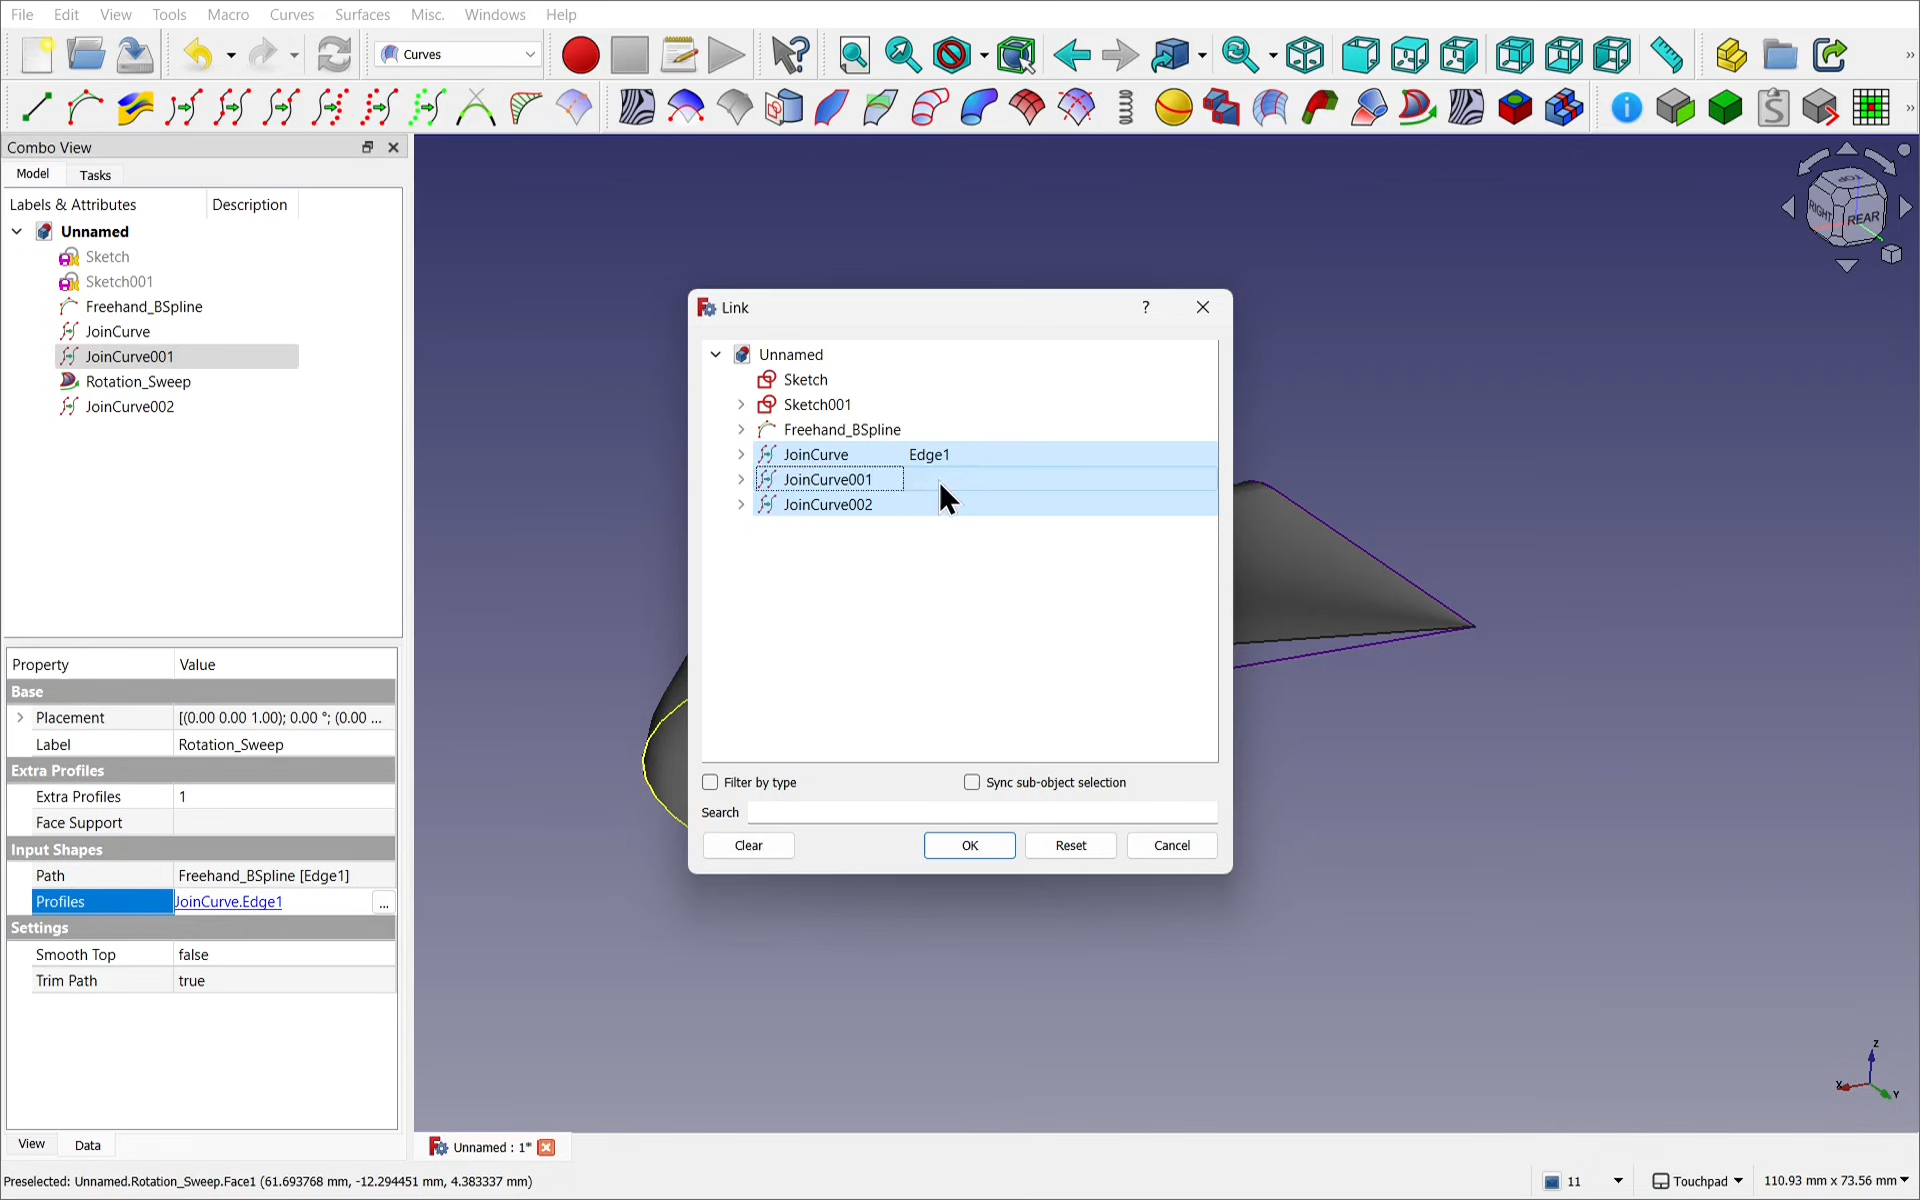 File Edit View Tools Macro Curves Surfaces Misc. Windows Help
Curves
Combo View
Model Tasks
Labels & Attributes Description
Unnamed
Sketch
Sketch001
Freehand_BSpline
JoinCurve
JoinCurve001
Rotation_Sweep
JoinCurve002
Property Value
Base
Placement [(0.00 0.00 1.00); 0.00 °; (0.00 ...
Label Rotation_Sweep
Extra Profiles
Extra Profiles 1
Face Support
Input Shapes
Path Freehand_BSpline [Edge1]
Profiles JoinCurve.Edge1 ...
Settings
Smooth Top false
Trim Path true
View Data
Link ?
Unnamed
Sketch
Sketch001
Freehand_BSpline
JoinCurve Edge1
JoinCurve001
JoinCurve002
Filter by type Sync sub-object selection
Search
Clear OK Reset Cancel
TOP
RIGHT REAR
Z
X
Y
Unnamed : 1*
Preselected: Unnamed.Rotation_Sweep.Face1 (61.693768 mm, -12.294451 mm, 4.383337 mm)
11 Touchpad 110.93 mm x 73.56 mm